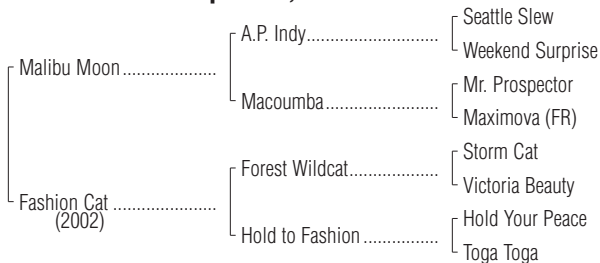 Seattle Slew
A.P. Indy
Weekend Surprise
Malibu Moon
Mr. Prospector
Macoumba
Maximova (FR)
Storm Cat
Forest Wildcat
Victoria Beauty
Fashion Cat
(2002)
Hold Your Peace
Hold to Fashion
Toga Toga